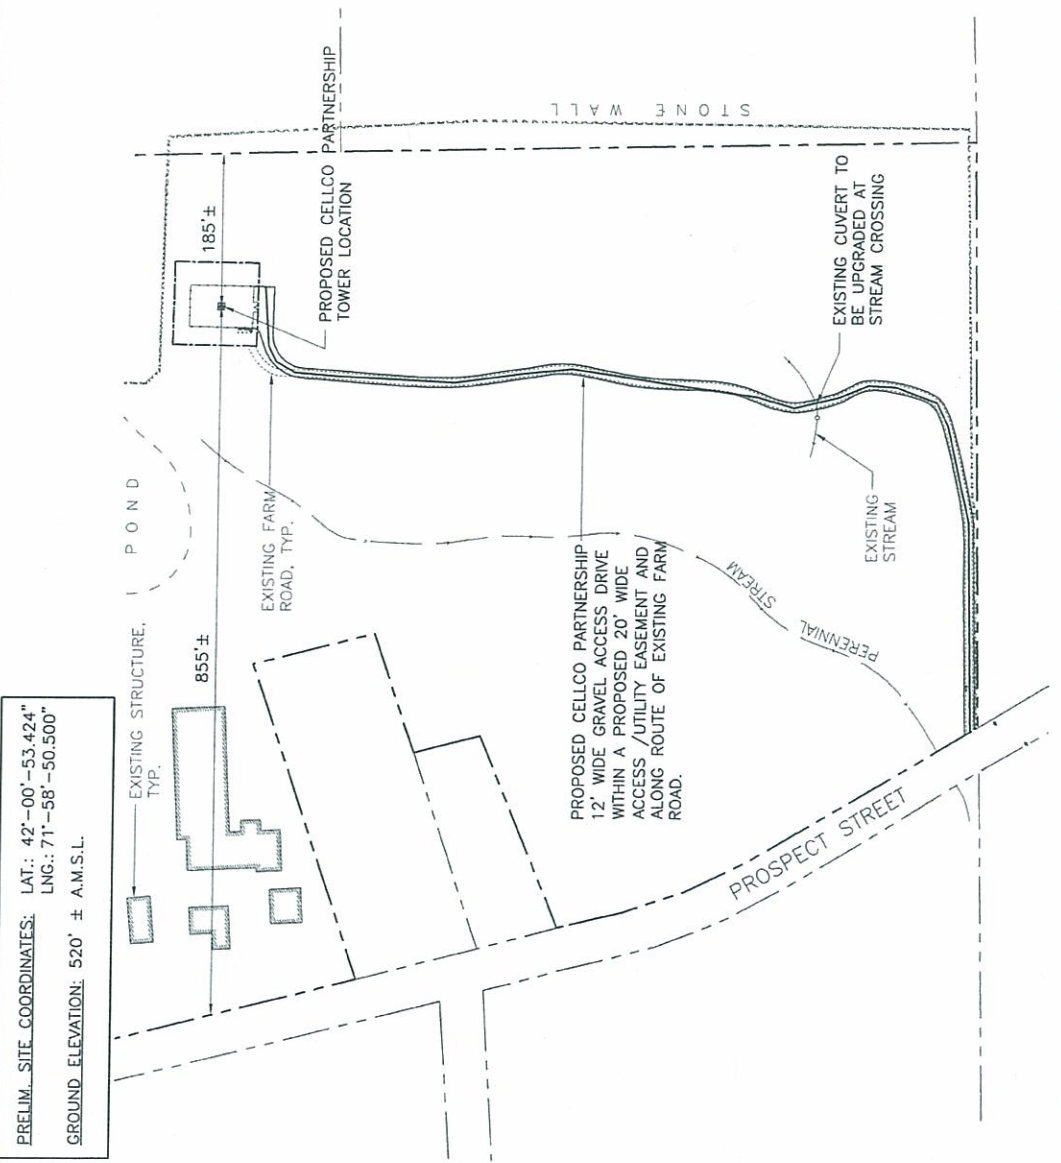 PRELIM. SITE COORDINATES: LAT.: 42°-00'-53.424"
LNG.: 71°-58'-50.500"
GROUND ELEVATION: 520' ± A.M.S.L.
EXISTING STRUCTURE,
TYP.
POND
855'±
185'±
STONE WALL
PROPOSED CELLCO PARTNERSHIP
TOWER LOCATION
EXISTING FARM
ROAD, TYP.
PROPOSED CELLCO PARTNERSHIP
12' WIDE GRAVEL ACCESS DRIVE
WITHIN A PROPOSED 20' WIDE
ACCESS /UTILITY EASEMENT AND
ALONG ROUTE OF EXISTING FARM
ROAD.
PERENNIAL STREAM
EXISTING
STREAM
EXISTING CUVERT TO
BE UPGRADED AT
STREAM CROSSING
PROSPECT STREET